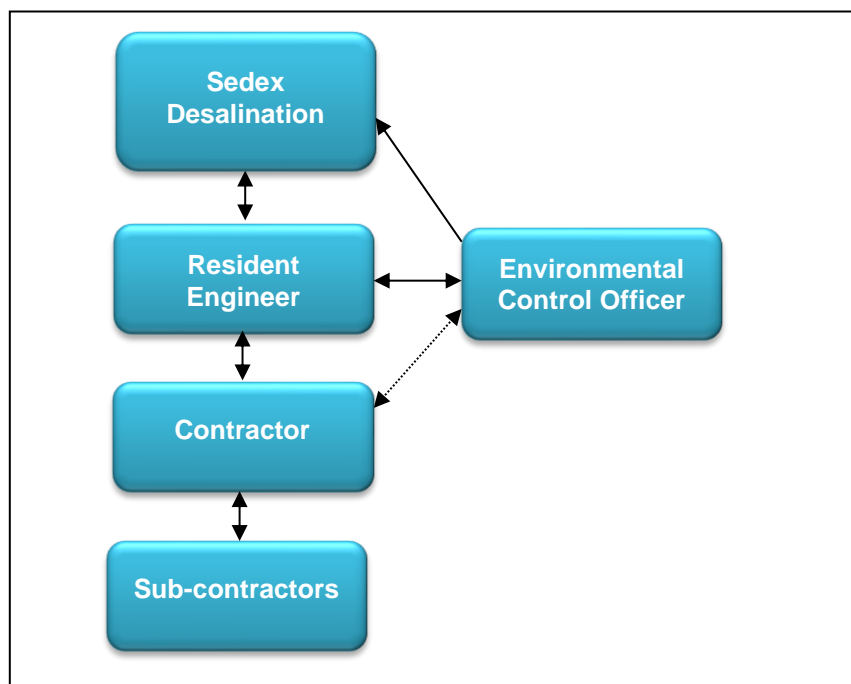 Sedex
Desalination
Resident
Engineer
Environmental
Control Officer
Contractor
Sub-contractors